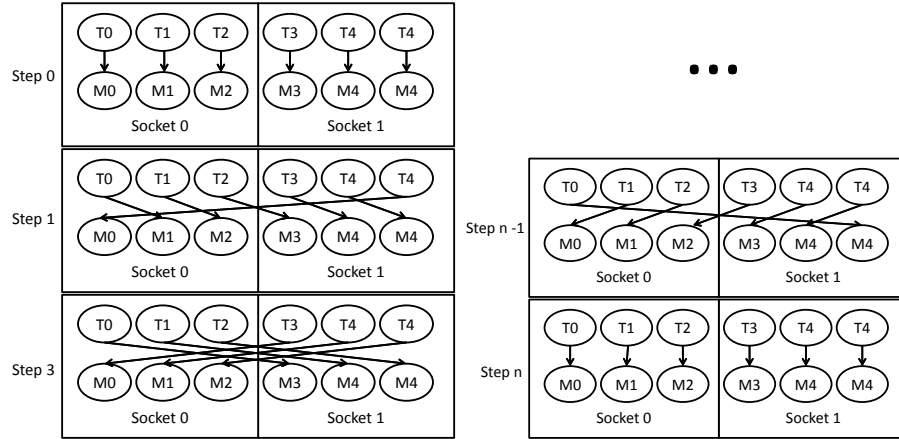 T0 T1 T2 T3 T4 T4
Step 0
M0 M1 M2 M3 M4 M4
Socket 0 Socket 1
T0 T1 T2 T3 T4 T4
Step 1
M0 M1 M2 M3 M4 M4
Socket 0 Socket 1
T0 T1 T2 T3 T4 T4
Step 3
M0 M1 M2 M3 M4 M4
Socket 0 Socket 1
...
T0 T1 T2 T3 T4 T4
Step n -1
M0 M1 M2 M3 M4 M4
Socket 0 Socket 1
T0 T1 T2 T3 T4 T4
Step n
M0 M1 M2 M3 M4 M4
Socket 0 Socket 1